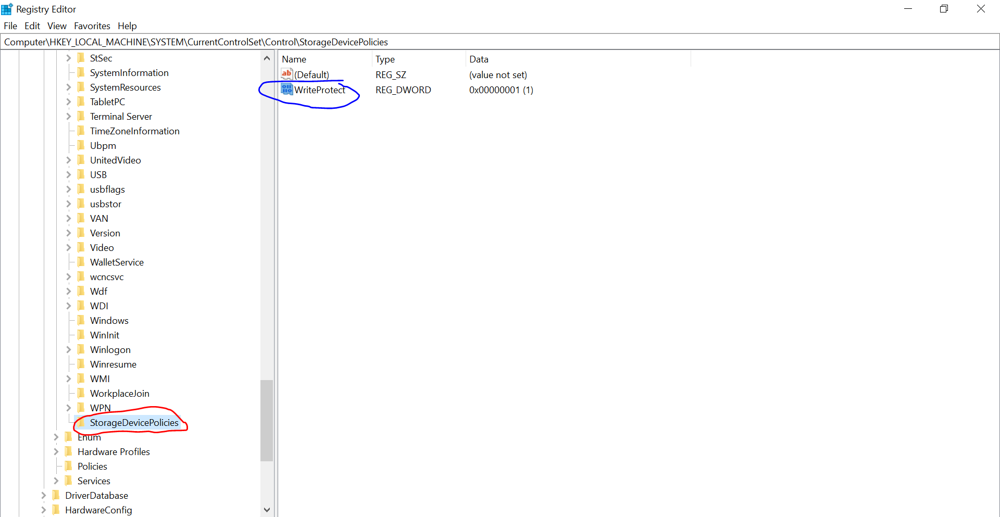 Registry Editor
File Edit View Favorites Help
Computer\HKEY_LOCAL_MACHINE\SYSTEM\CurrentControlSet\Control\StorageDevicePolicies
StSec
SystemInformation
SystemResources
TabletPC
Terminal Server
TimeZoneInformation
Ubpm
UnitedVideo
USB
usbflags
usbstor
VAN
Version
Video
WalletService
wcncsvc
Wdf
WDI
Windows
WinInit
Winlogon
Winresume
WMI
WorkplaceJoin
WPN
StorageDevicePolicies
Enum
Hardware Profiles
Policies
Services
DriverDatabase
HardwareConfig
Name Type Data
ab (Default) REG_SZ (value not set)
WriteProtect REG_DWORD 0x00000001 (1)